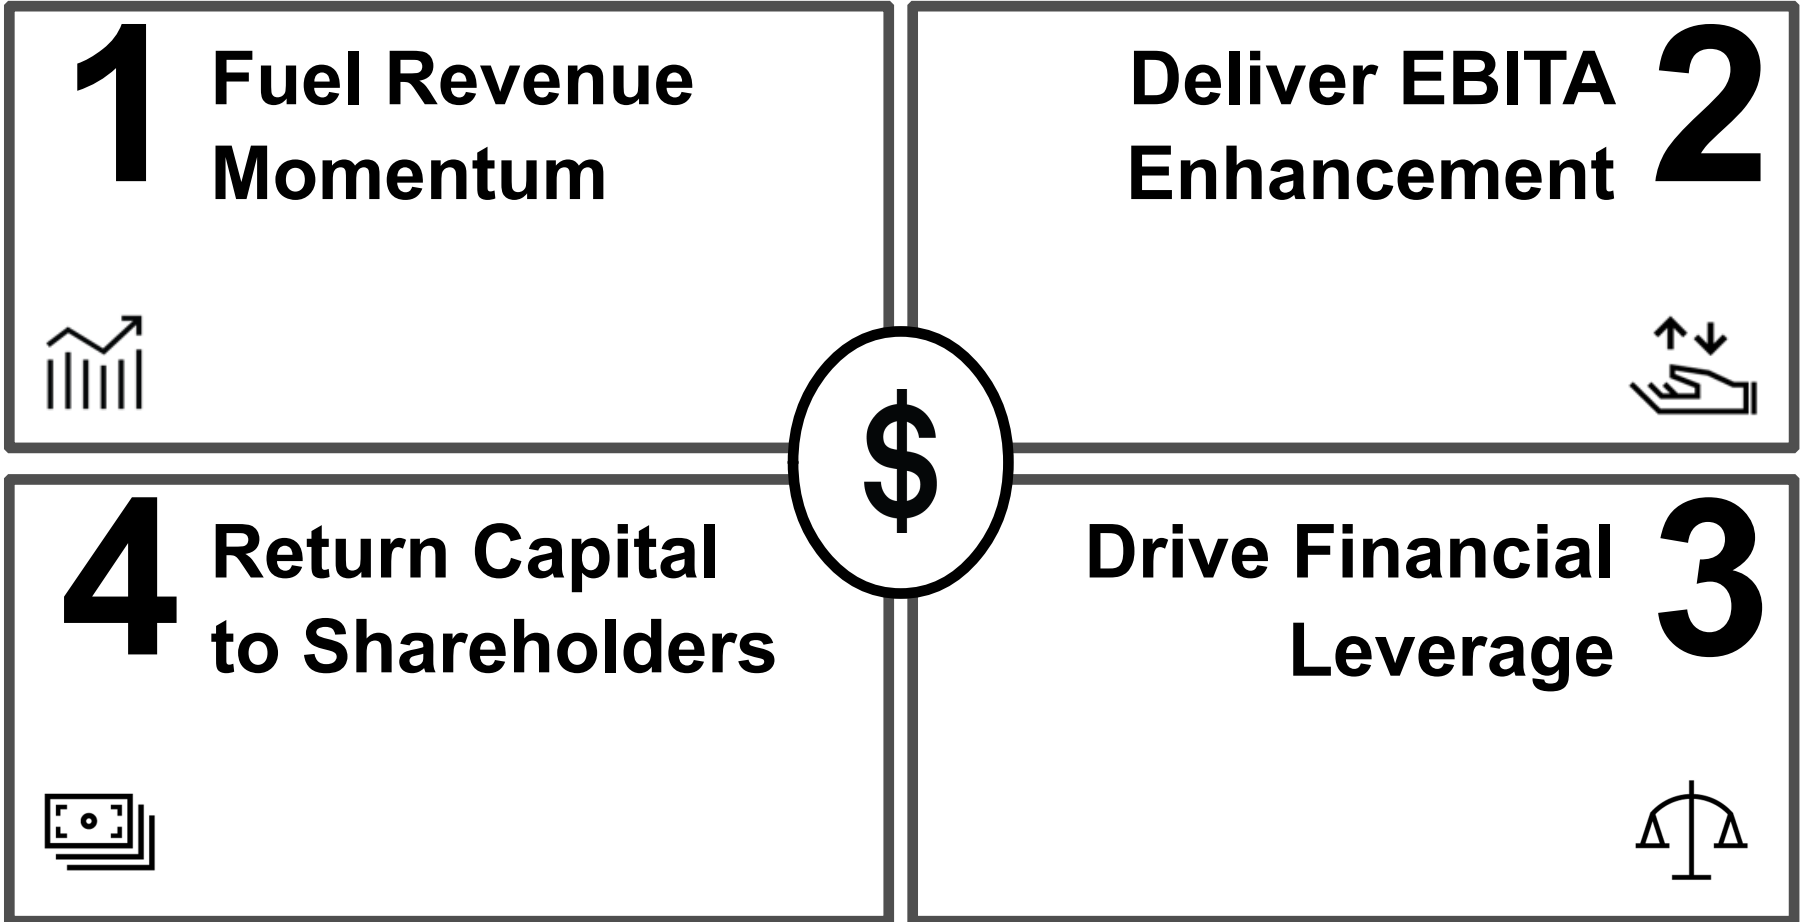 1
Fuel Revenue
Momentum
2
Deliver EBITA
Enhancement
$
3
Drive Financial
Leverage
4
Return Capital
to Shareholders